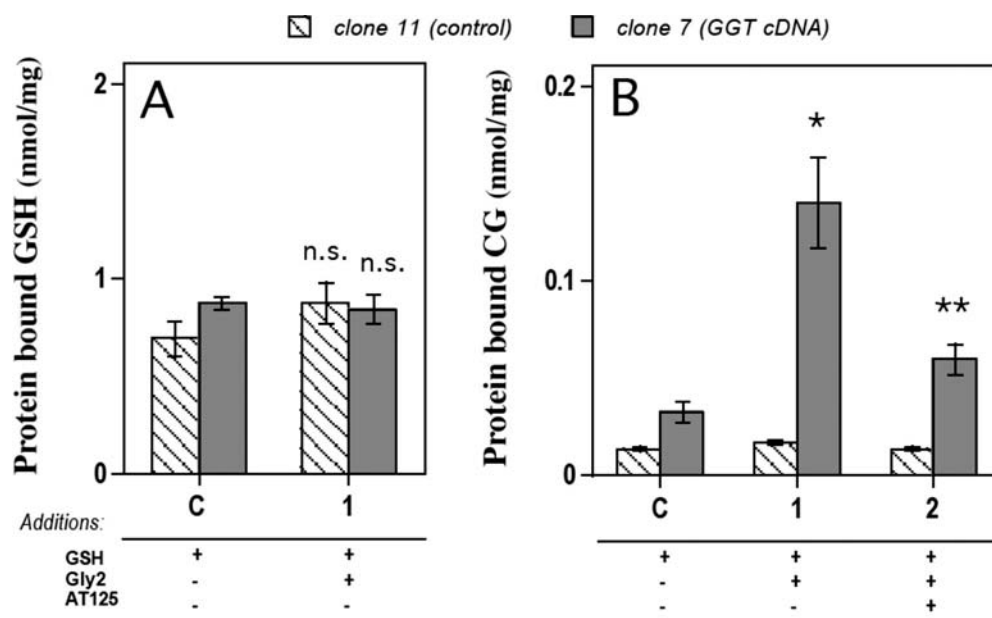 clone 11 (control) clone 7 (GGT cDNA)
A
Protein bound GSH (nmol/mg)
2
1
0
n.s. n.s.
C 1
Additions:
GSH + +
Gly2 - +
AT125 - -
B
Protein bound CG (nmol/mg)
0.2
0.1
0
*
**
C 1 2
+ + +
- + +
- - +